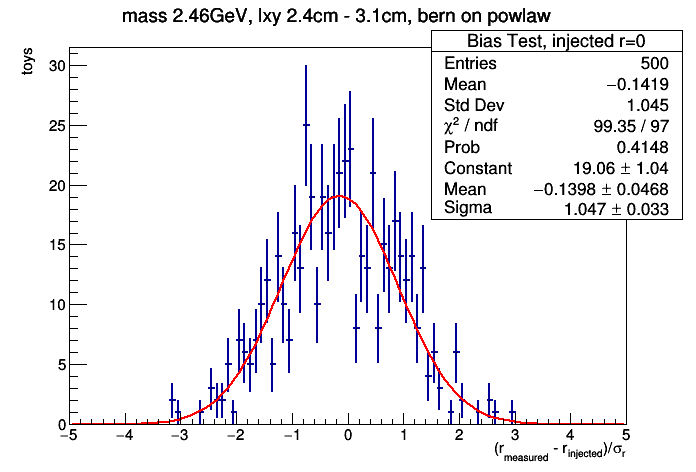 mass 2.46GeV, lxy 2.4cm - 3.1cm, bern on powlaw
toys
Bias Test, injected r=0
Entries 500
Mean −0.1419
Std Dev 1.045
χ² / ndf 99.35 / 97
Prob 0.4148
Constant 19.06 ± 1.04
Mean −0.1398 ± 0.0468
Sigma 1.047 ± 0.033
30
25
20
15
10
5
0
−5 −4 −3 −2 −1 0 1 2 3 4 5
(r_measured - r_injected)/σ_r